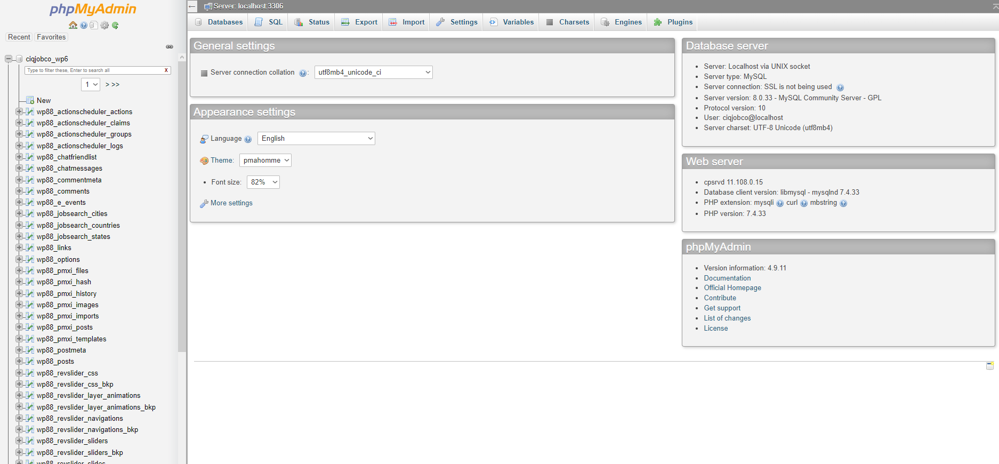 phpMyAdmin
Recent Favorites
ciqjobco_wp6
Type to filter these, Enter to search all X
1 > >>
New
wp88_actionscheduler_actions
wp88_actionscheduler_claims
wp88_actionscheduler_groups
wp88_actionscheduler_logs
wp88_chatfriendlist
wp88_chatmessages
wp88_commentmeta
wp88_comments
wp88_e_events
wp88_jobsearch_cities
wp88_jobsearch_countries
wp88_jobsearch_states
wp88_links
wp88_options
wp88_pmxi_files
wp88_pmxi_hash
wp88_pmxi_history
wp88_pmxi_images
wp88_pmxi_imports
wp88_pmxi_posts
wp88_pmxi_templates
wp88_postmeta
wp88_posts
wp88_revslider_css
wp88_revslider_css_bkp
wp88_revslider_layer_animations
wp88_revslider_layer_animations_bkp
wp88_revslider_navigations
wp88_revslider_navigations_bkp
wp88_revslider_sliders
wp88_revslider_sliders_bkp
wp88_revslider_slides
Server: localhost:3306
Databases SQL Status Export Import Settings Variables Charsets Engines Plugins
General settings
Server connection collation : utf8mb4_unicode_ci
Appearance settings
Language English
Theme: pmahomme
• Font size: 82%
More settings
Database server
• Server: Localhost via UNIX socket
• Server type: MySQL
• Server connection: SSL is not being used
• Server version: 8.0.33 - MySQL Community Server - GPL
• Protocol version: 10
• User: ciqjobco@localhost
• Server charset: UTF-8 Unicode (utf8mb4)
Web server
• cpsrvd 11.108.0.15
• Database client version: libmysql - mysqlnd 7.4.33
• PHP extension: mysqli curl mbstring
• PHP version: 7.4.33
phpMyAdmin
• Version information: 4.9.11
• Documentation
• Official Homepage
• Contribute
• Get support
• List of changes
• License